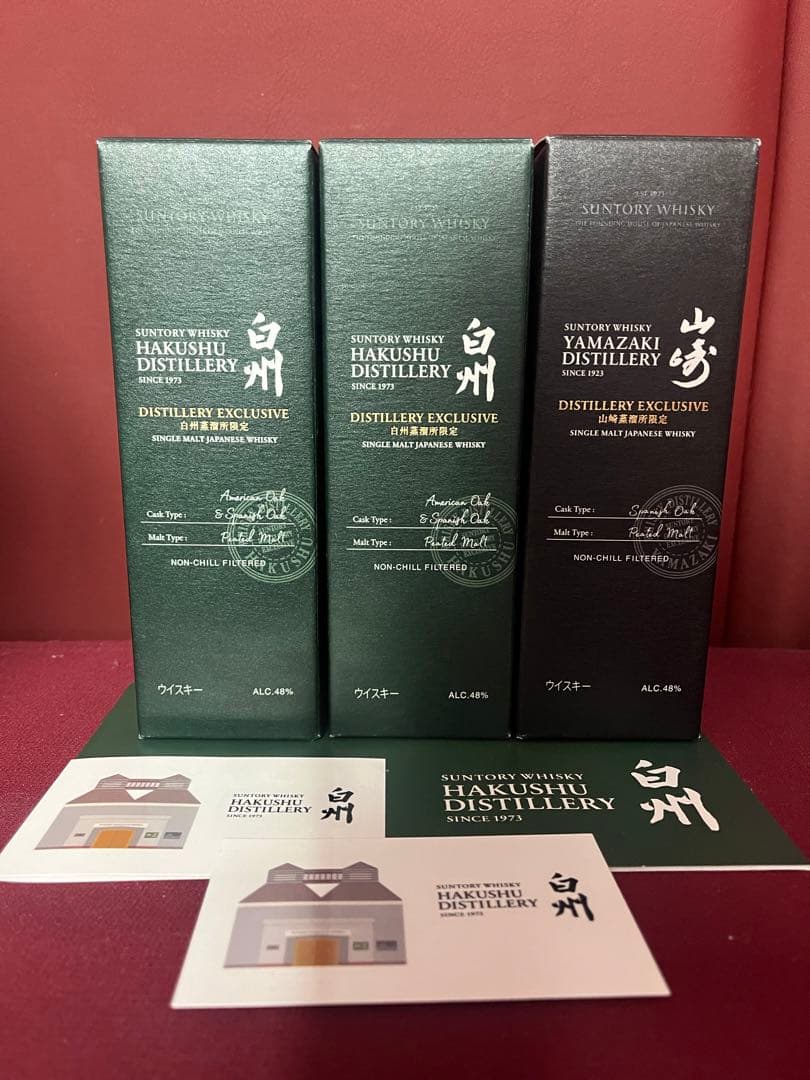 SUNTORY WHISKY
SUNTORY WHISKY
HAKUSHU
DISTILLERY
SINCE 1973
白州
DISTILLERY EXCLUSIVE
白州蒸溜所限定
SINGLE MALT JAPANESE WHISKY
Cask Type :
American Oak
& Spanish Oak
Malt Type :
Peated Malt
NON-CHILL FILTERED
DISTILLERY
HAKUSHU
ウイスキー
ALC.48%
SUNTORY WHISKY
SUNTORY WHISKY
HAKUSHU
DISTILLERY
SINCE 1973
白州
DISTILLERY EXCLUSIVE
白州蒸溜所限定
SINGLE MALT JAPANESE WHISKY
Cask Type :
American Oak
& Spanish Oak
Malt Type :
Peated Malt
NON-CHILL FILTERED
HAKUSHU
ウイスキー
ALC.48%
EST 1923
SUNTORY WHISKY
THE FOUNDING HOUSE OF JAPANESE WHISKY
SUNTORY WHISKY
YAMAZAKI
DISTILLERY
SINCE 1923
山崎
DISTILLERY EXCLUSIVE
山崎蒸溜所限定
SINGLE MALT JAPANESE WHISKY
Cask Type :
Spanish Oak
Malt Type :
Peated Malt
NON-CHILL FILTERED
DISTILLERY
YAMAZAKI
ウイスキー
ALC.48%
SUNTORY WHISKY
HAKUSHU
DISTILLERY
SINCE 1973
白州
SUNTORY WHISKY
HAKUSHU
DISTILLERY
SINCE 1973
白州
SUNTORY WHISKY
HAKUSHU
DISTILLERY
SINCE 1973
白州